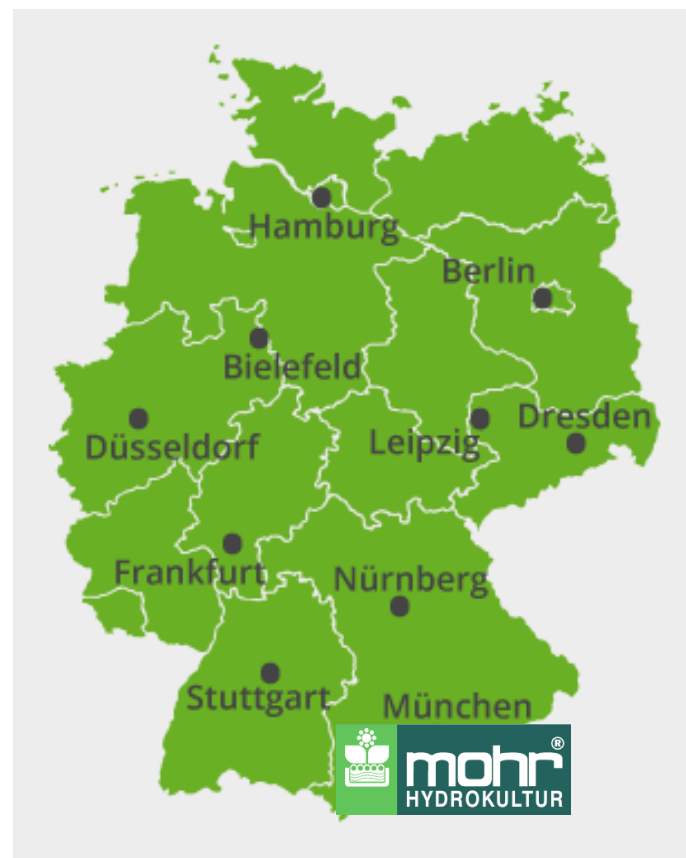 Hamburg
Berlin
Bielefeld
Dresden
Düsseldorf
Leipzig
Frankfurt
Nürnberg
Stuttgart
München
mohr®
HYDROKULTUR